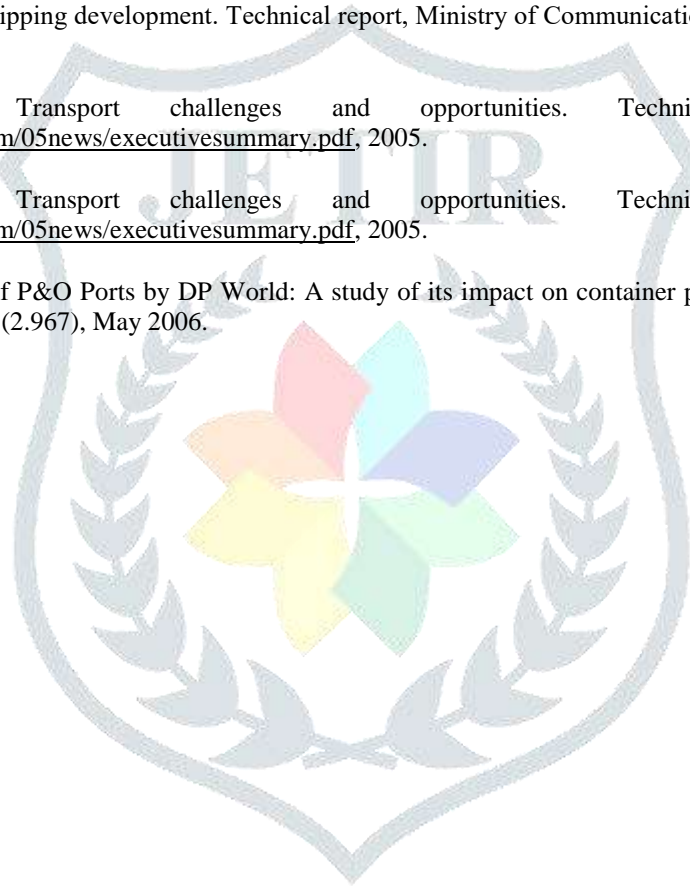 ipping development. Technical report, Ministry of Communicatio
Transport challenges and opportunities. Techni
m/05news/executivesummary.pdf, 2005.
Transport challenges and opportunities. Techni
m/05news/executivesummary.pdf, 2005.
JETIR
f P&O Ports by DP World: A study of its impact on container p
(2.967), May 2006.